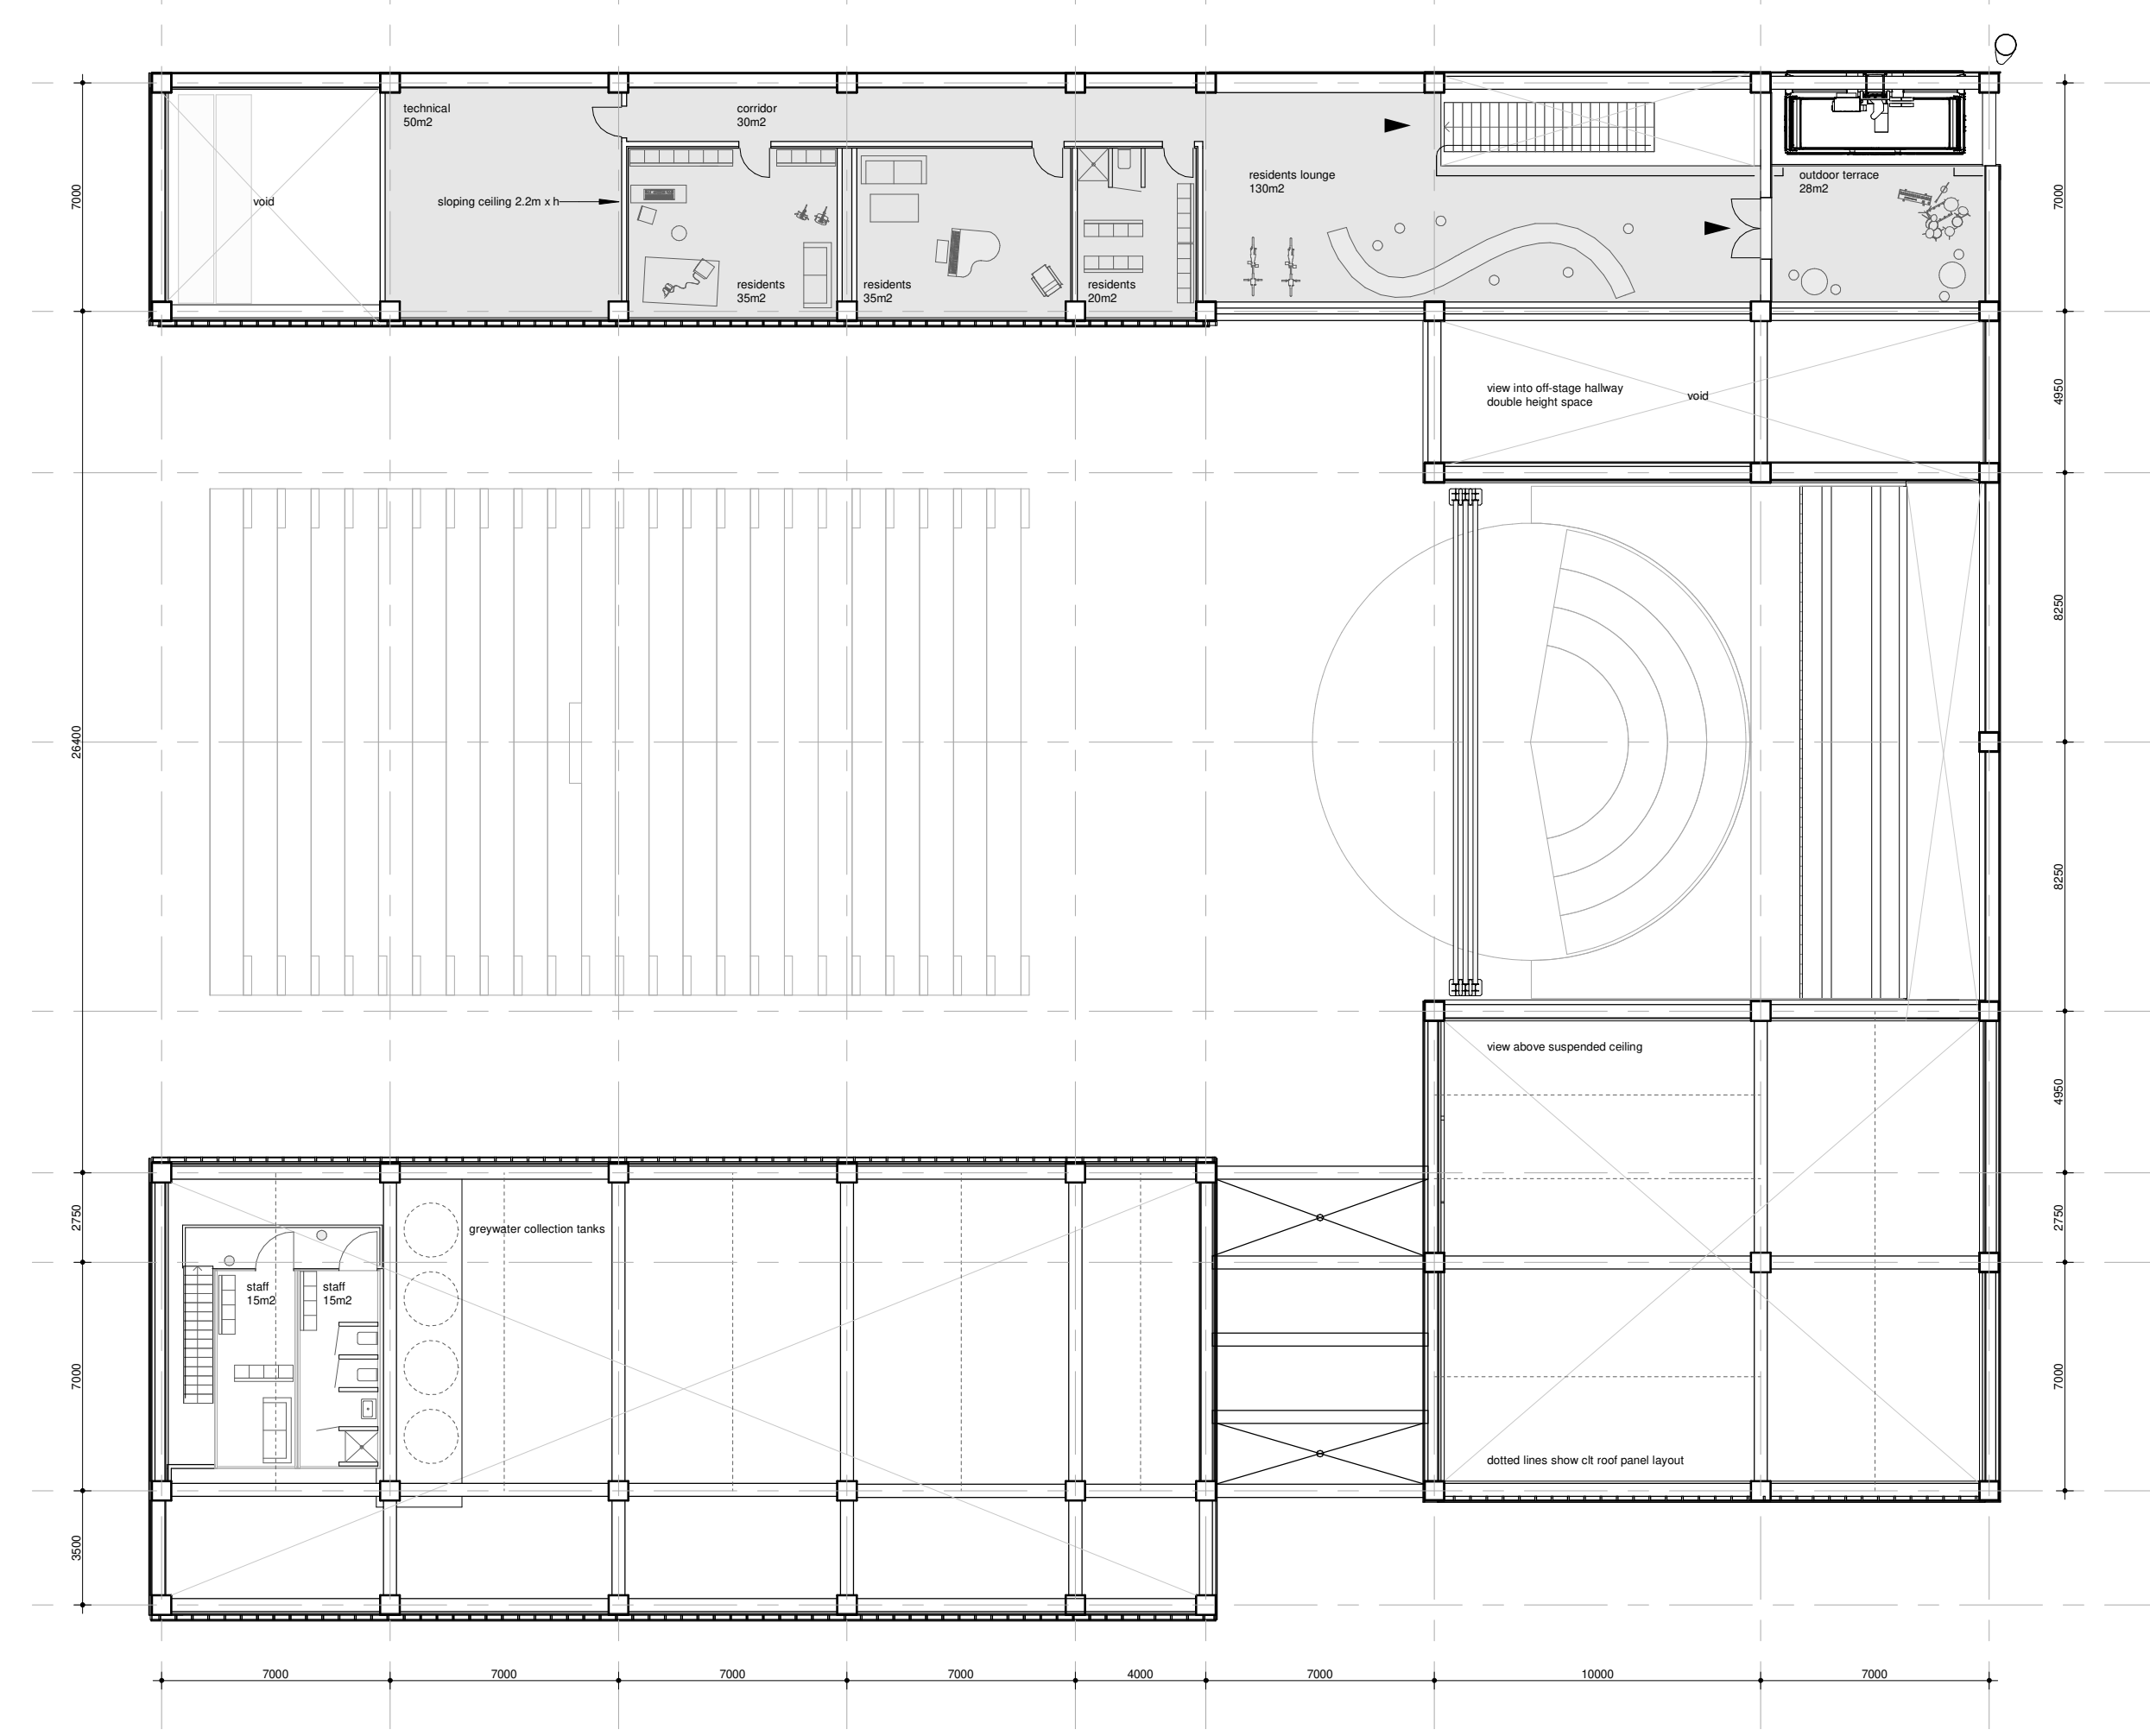 technical
50m2
corridor
30m2
residents lounge
130m2
outdoor terrace
28m2
void
sloping ceiling 2.2m x h
residents
35m2
residents
35m2
residents
20m2
7000
7000
view into off-stage hallway
double height space
void
4950
8250
26400
8250
view above suspended ceiling
4950
greywater collection tanks
2750
2750
staff
15m2
staff
15m2
7000
7000
dotted lines show clt roof panel layout
3500
7000
7000
7000
7000
4000
7000
10000
7000